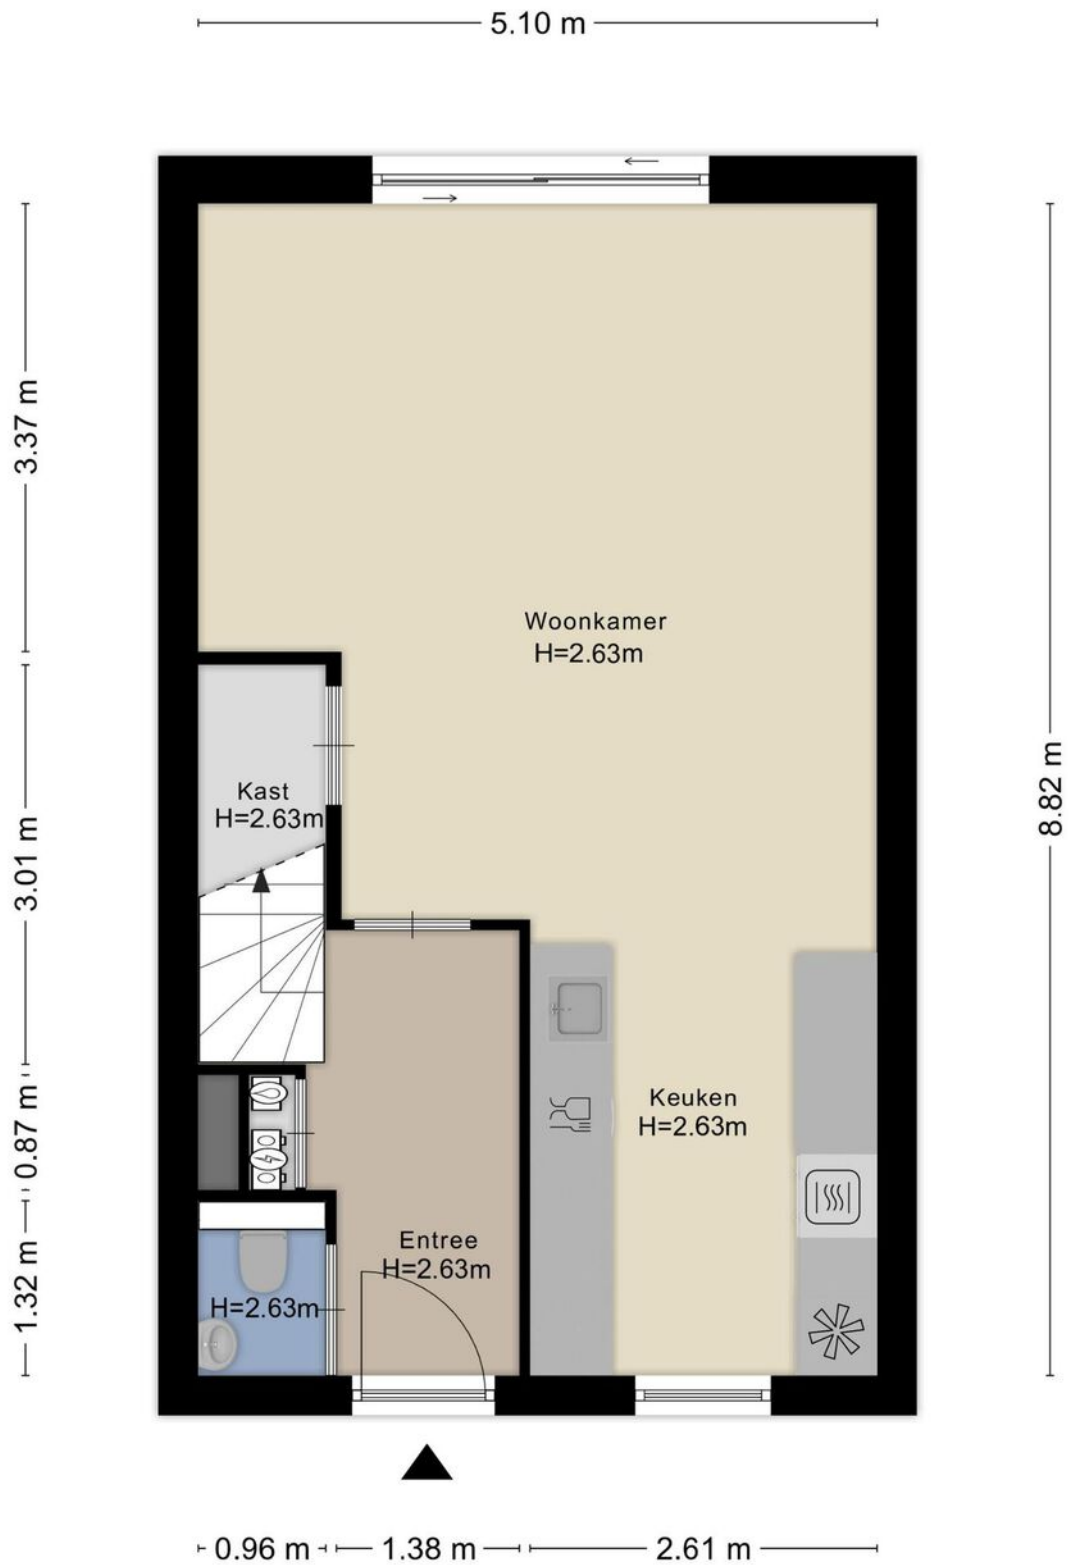 5.10 m
3.37 m
Woonkamer
H=2.63m
8.82 m
Kast
H=2.63m
3.01 m
Keuken
H=2.63m
0.87 m
Entree
H=2.63m
1.32 m
H=2.63m
0.96 m
1.38 m
2.61 m